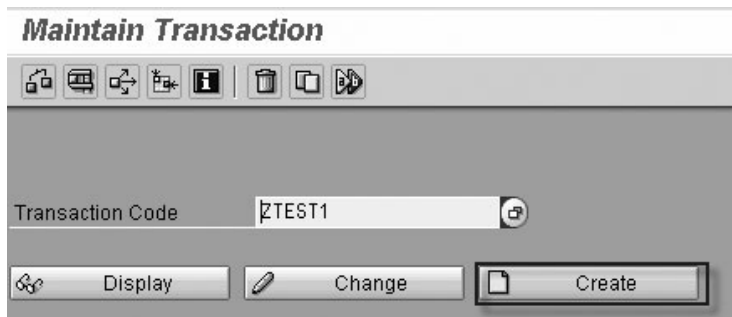 Maintain Transaction
Transaction Code ZTEST1
Display Change Create